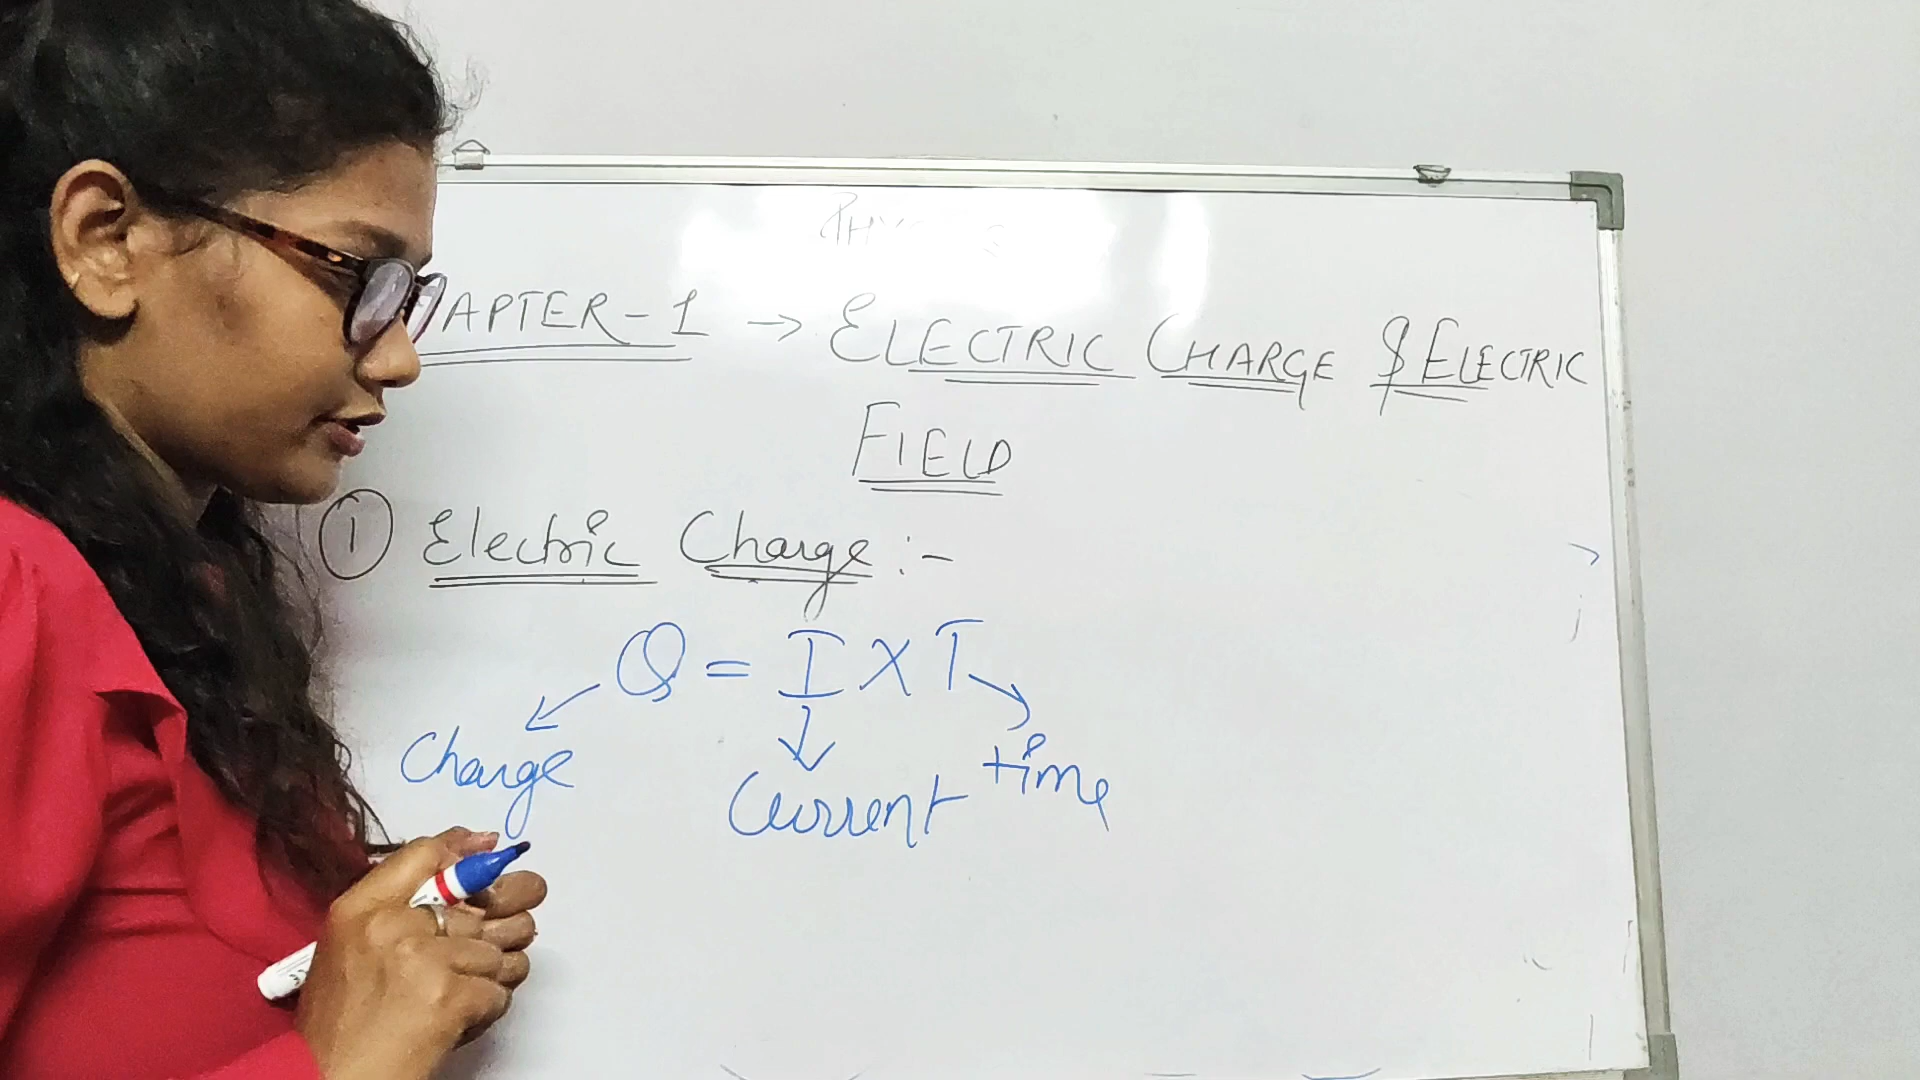 APTER-1 → ELECTRIC CHARGE & ELECTRIC
FIELD
① Electric Charge :-
Q = I X T
Charge Current time